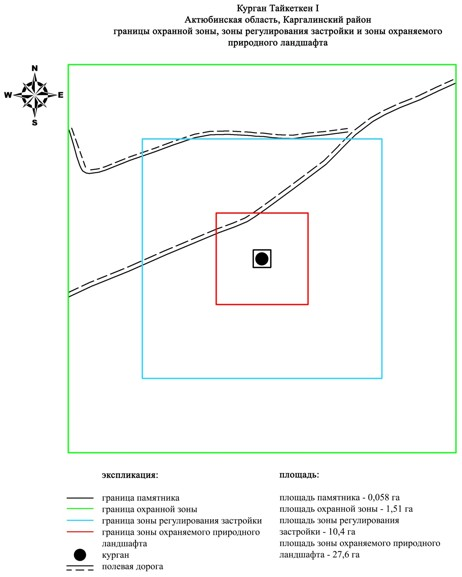 Курган Тайкеткен I
Актюбинская область, Каргалинский район
границы охранной зоны, зоны регулирования застройки и зоны охраняемого
природного ландшафта
N
W E
S
экспликация:
граница памятника
граница охранной зоны
граница зоны регулирования застройки
граница зоны охраняемого природного
ландшафта
курган
полевая дорога
площадь:
площадь памятника - 0,058 га
площадь охранной зоны - 1,51 га
площадь зоны регулирования
застройки - 10,4 га
площадь зоны охраняемого природного
ландшафта - 27,6 га